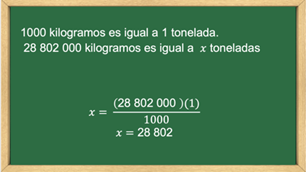 1000 kilogramos es igual a 1 tonelada.
28 802 000 kilogramos es igual a x toneladas
x = (28 802 000 )(1)
1000
x = 28 802